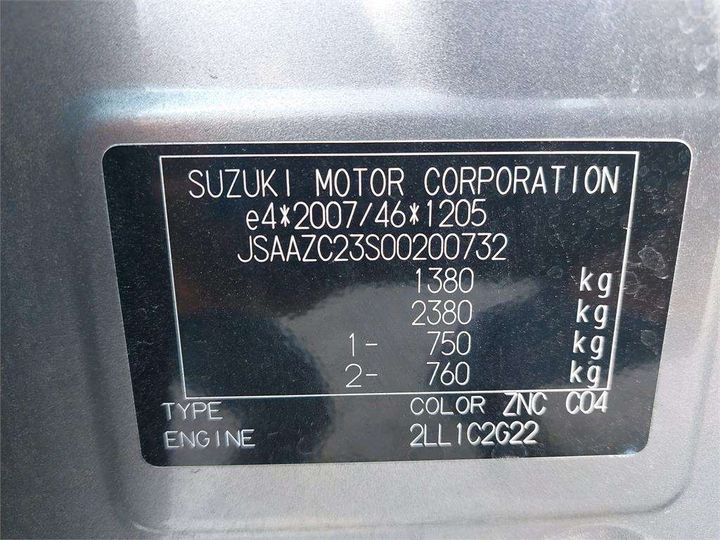 SUZUKI MOTOR CORPORATION
e4*2007/46*1205
JSAAZC23S00200732
1380 kg
2380 kg
1- 750 kg
2- 760 kg
TYPE COLOR ZNC C04
ENGINE 2LL1C2G22